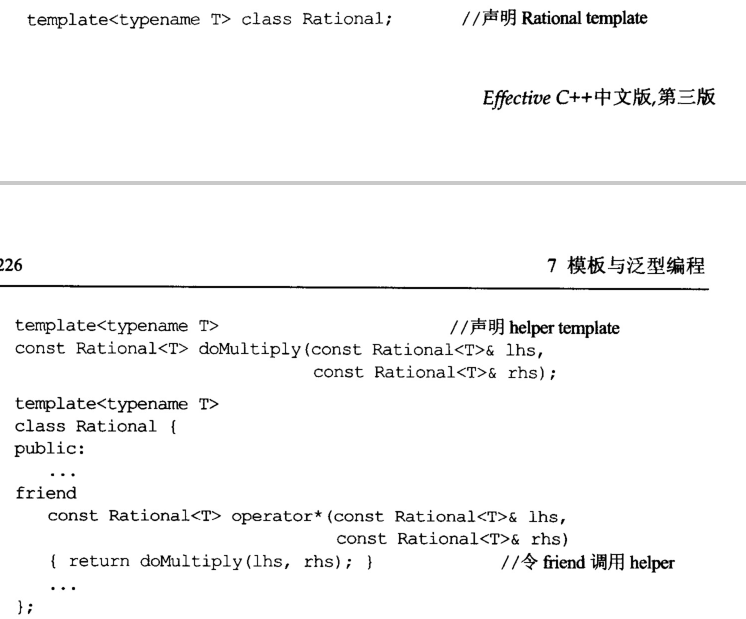 template<typename T> class Rational; //声明 Rational template
Effective C++中文版,第三版
226 7 模板与泛型编程
template<typename T> //声明 helper template
const Rational<T> doMultiply(const Rational<T>& lhs,
const Rational<T>& rhs);
template<typename T>
class Rational {
public:
...
friend
const Rational<T> operator*(const Rational<T>& lhs,
const Rational<T>& rhs)
{ return doMultiply(lhs, rhs); } //令 friend 调用 helper
...
};